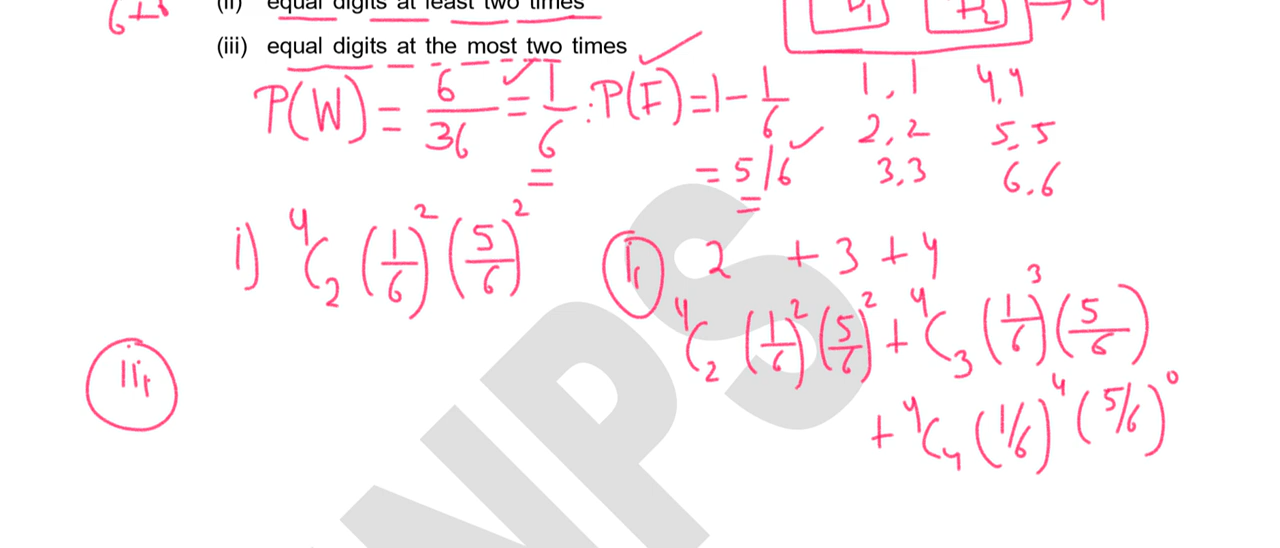 (ii) equal digits at least two times
(iii) equal digits at the most two times
P(W) = 6/36 = 1/6 : P(F) = 1 - 1/6
= 5/6
1,1 4,4
2,2 5,5
3,3 6,6
i) ⁴C₂ (1/6)² (5/6)²
ii 2 + 3 + 4
⁴C₂ (1/6)² (5/6)² + ⁴C₃ (1/6)³ (5/6)
+ ⁴C₄ (1/6)⁴ (5/6)⁰
iii
NPS